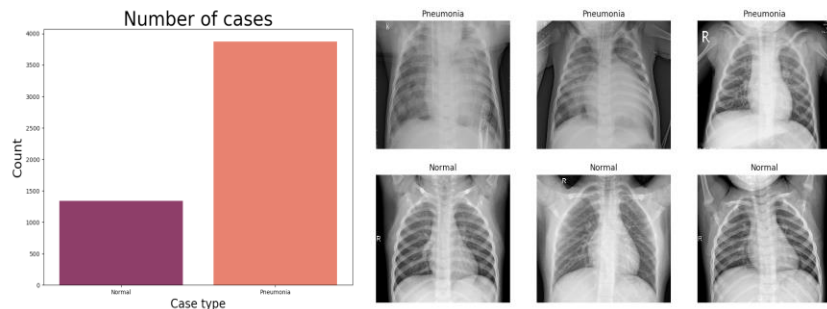 Number of cases
4000
3500
3000
2500
2000
1500
1000
500
0
Count
Normal
Pneumonia
Case type
Pneumonia
Pneumonia
Pneumonia
R
Normal
Normal
Normal
R
R
R